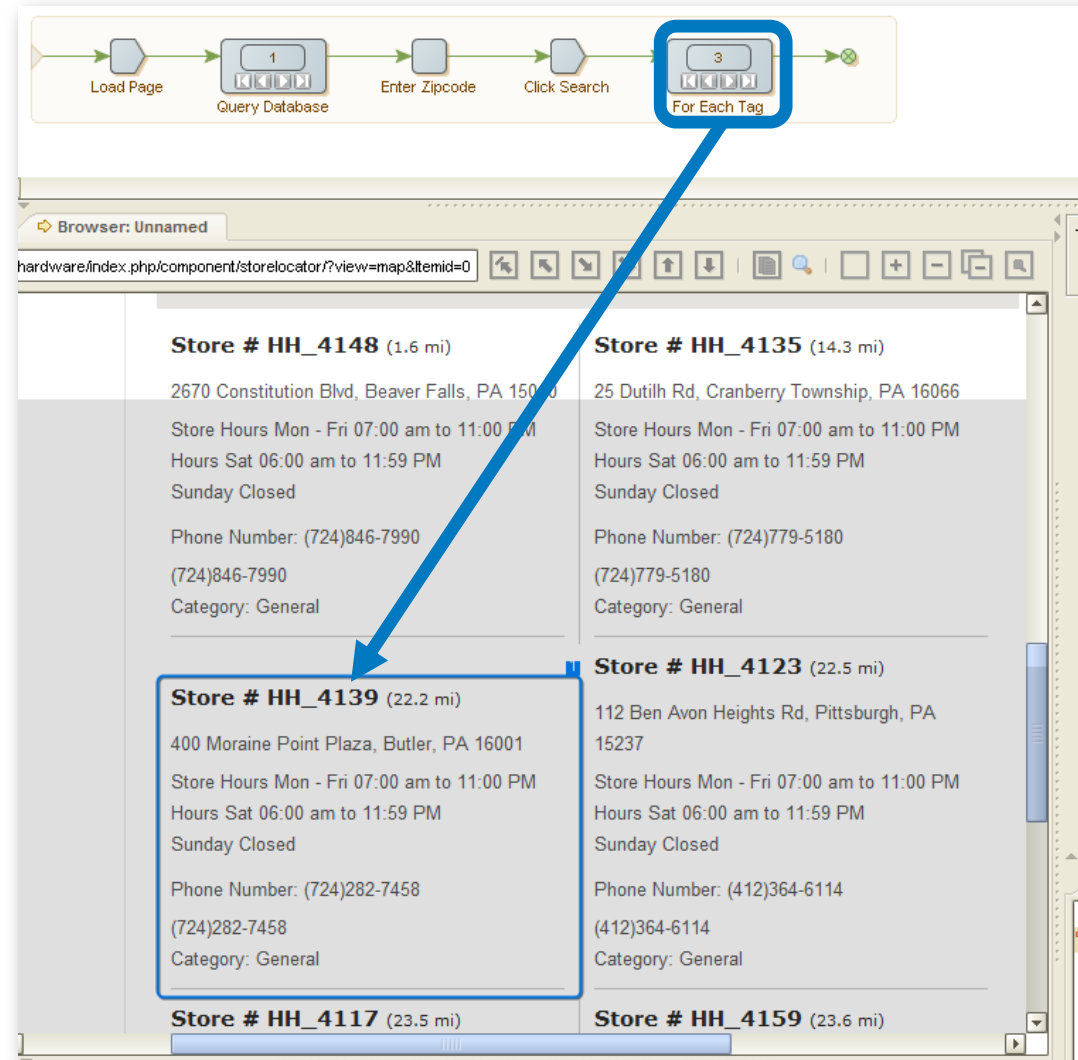 1
3
Load Page
Query Database
Enter Zipcode
Click Search
For Each Tag
Browser: Unnamed
hardware/index.php/component/storelocator/?view=map&Itemid=0
Store # HH_4148 (1.6 mi)
2670 Constitution Blvd, Beaver Falls, PA
Store Hours Mon - Fri 07:00 am to 11:00 PM
Hours Sat 06:00 am to 11:59 PM
Sunday Closed
Phone Number: (724)846-7990
(724)846-7990
Category: General
Store # HH_4135 (14.3 mi)
25 Dutilh Rd, Cranberry Township, PA 16066
Store Hours Mon - Fri 07:00 am to 11:00 PM
Hours Sat 06:00 am to 11:59 PM
Sunday Closed
Phone Number: (724)779-5180
(724)779-5180
Category: General
Store # HH_4139 (22.2 mi)
400 Moraine Point Plaza, Butler, PA 16001
Store Hours Mon - Fri 07:00 am to 11:00 PM
Hours Sat 06:00 am to 11:59 PM
Sunday Closed
Phone Number: (724)282-7458
(724)282-7458
Category: General
1
Store # HH_4123 (22.5 mi)
112 Ben Avon Heights Rd, Pittsburgh, PA
15237
Store Hours Mon - Fri 07:00 am to 11:00 PM
Hours Sat 06:00 am to 11:59 PM
Sunday Closed
Phone Number: (412)364-6114
(412)364-6114
Category: General
Store # HH_4117 (23.5 mi)
Store # HH_4159 (23.6 mi)